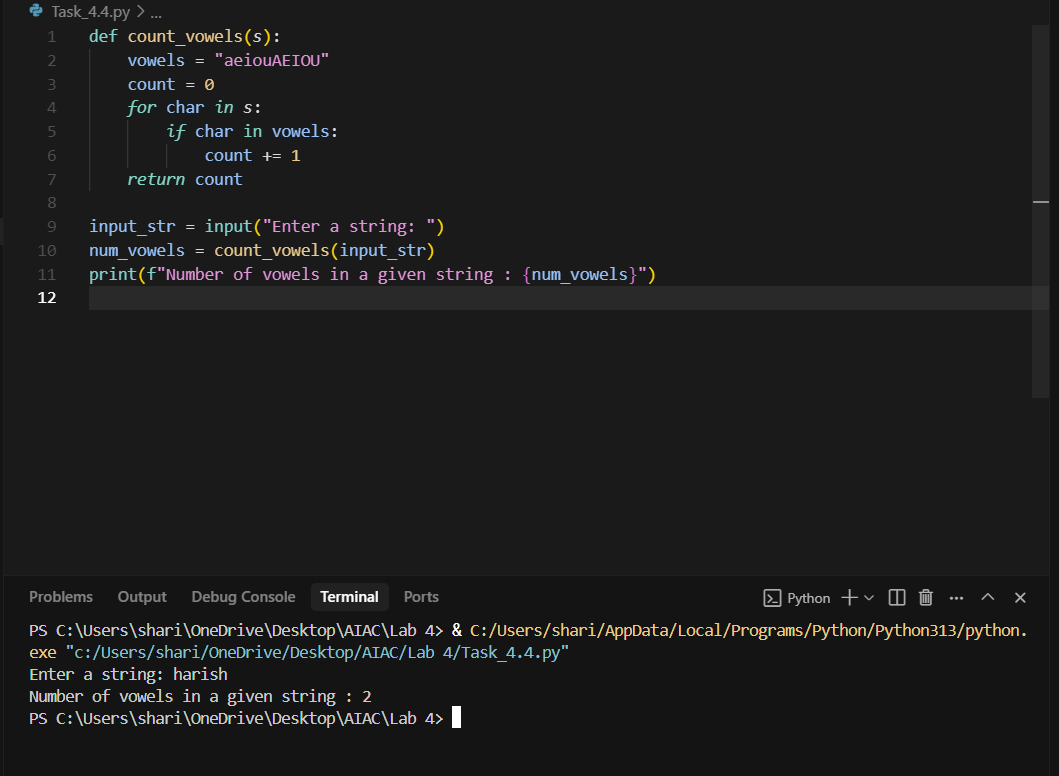 Task_4.4.py > ...
1 def count_vowels(s):
2     vowels = "aeiouAEIOU"
3     count = 0
4     for char in s:
5         if char in vowels:
6             count += 1
7     return count
8
9 input_str = input("Enter a string: ")
10 num_vowels = count_vowels(input_str)
11 print(f"Number of vowels in a given string : {num_vowels}")
12
Problems Output Debug Console Terminal Ports Python
PS C:\Users\shari\OneDrive\Desktop\AIAC\Lab 4> & C:/Users/shari/AppData/Local/Programs/Python/Python313/python.
exe "c:/Users/shari/OneDrive/Desktop/AIAC/Lab 4/Task_4.4.py"
Enter a string: harish
Number of vowels in a given string : 2
PS C:\Users\shari\OneDrive\Desktop\AIAC\Lab 4>